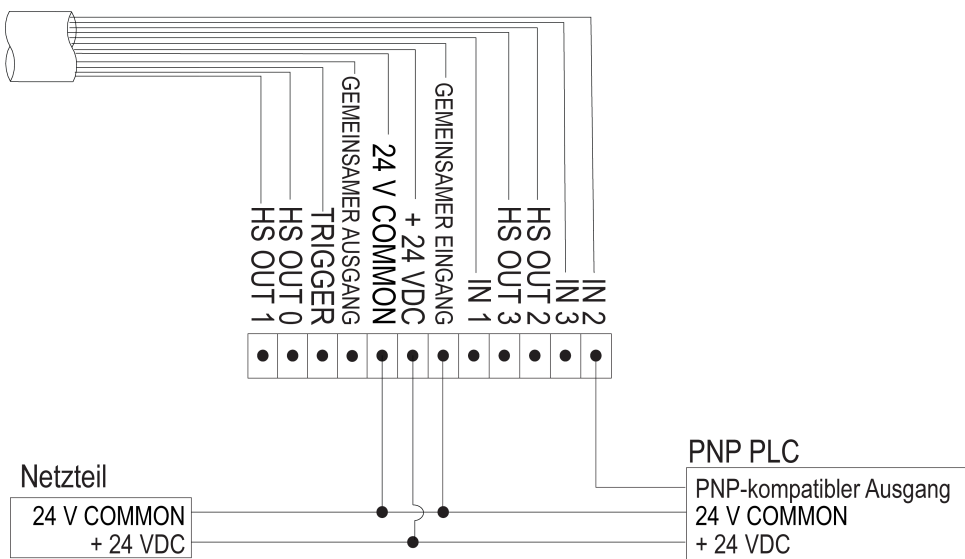 HS OUT 1
HS OUT 0
TRIGGER
GEMEINSAMER AUSGANG
24 V COMMON
+ 24 VDC
GEMEINSAMER EINGANG
IN 1
HS OUT 3
HS OUT 2
IN 3
IN 2
Netzteil
24 V COMMON
+ 24 VDC
PNP PLC
PNP-kompatibler Ausgang
24 V COMMON
+ 24 VDC